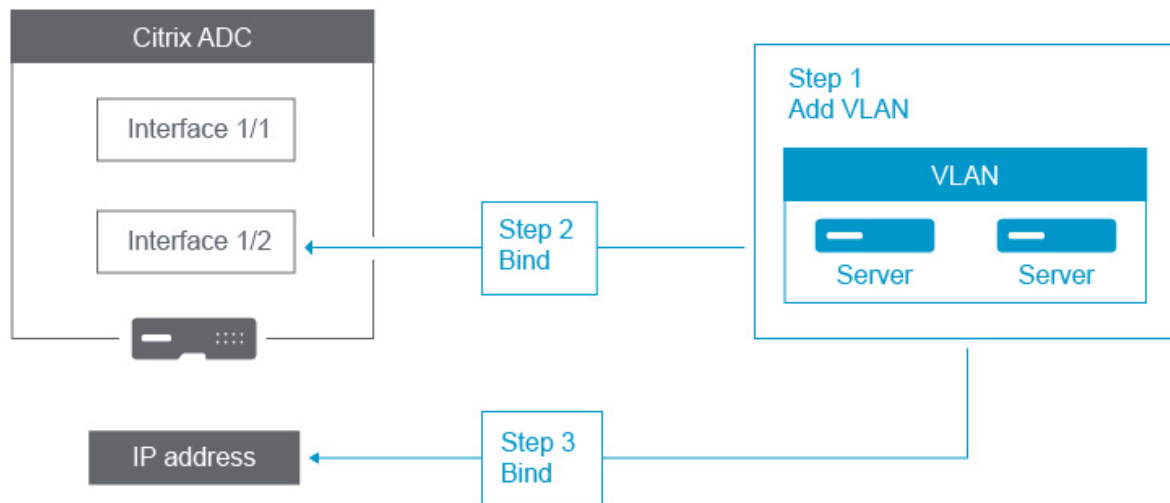 Citrix ADC
Interface 1/1
Interface 1/2
Step 1
Add VLAN
VLAN
Server
Server
Step 2
Bind
IP address
Step 3
Bind